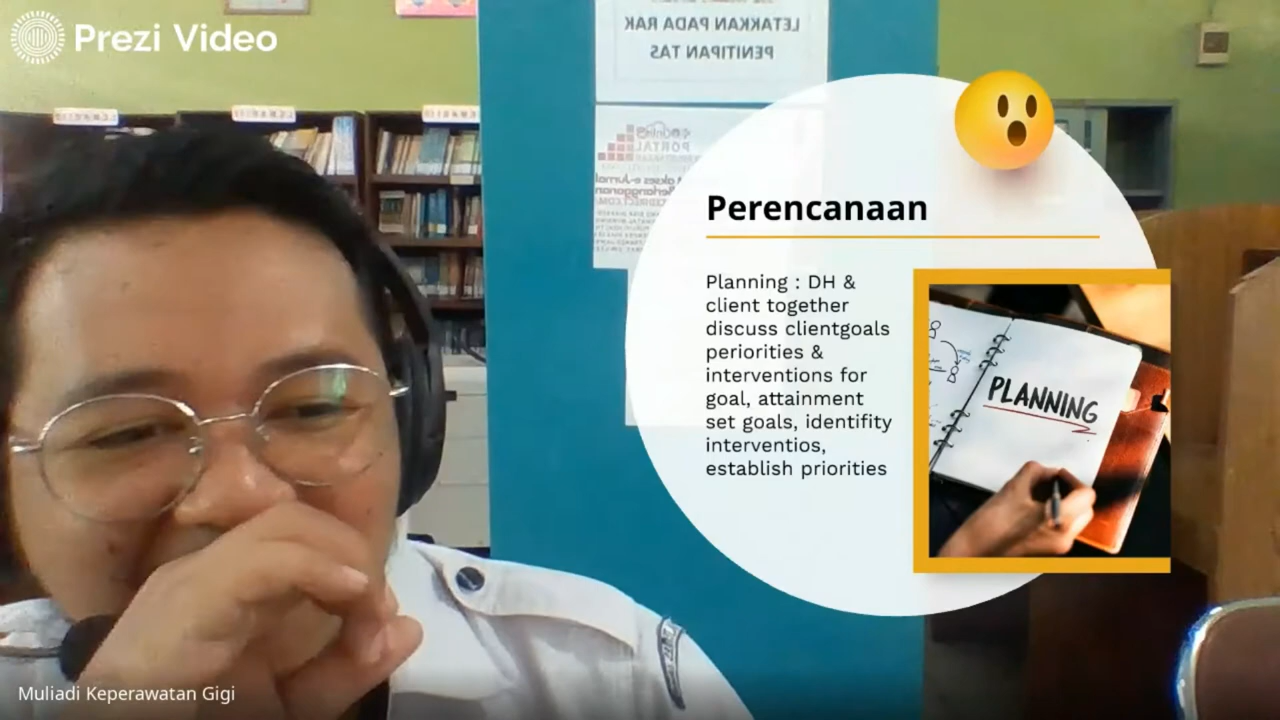 Prezi Video
LETAKKAN PADA RAK
PENITIPAN TAS
PORTAL
Perencanaan
Planning : DH &
client together
discuss clientgoals
periorities &
interventions for
goal, attainment
set goals, identifity
interventios,
establish priorities
PLANNING
Muliadi Keperawatan Gigi